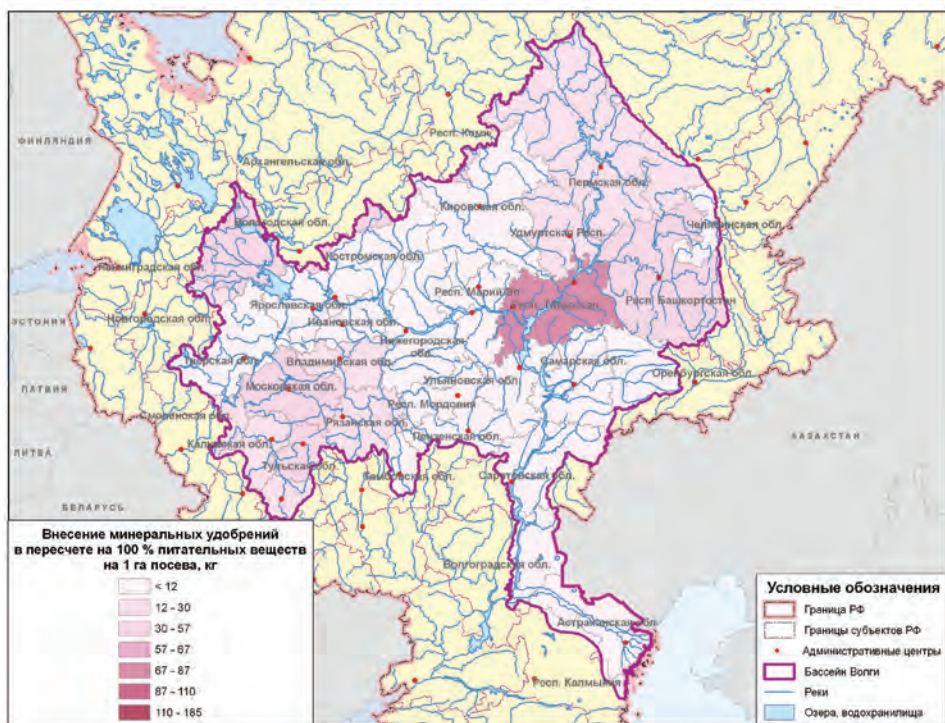 ФИНЛЯНДИЯ
Респ. Коми
Архангельская обл.
Пермская обл.
Кировская обл.
Вологодская обл.
Удмуртская Респ.
Челябинская обл.
Костромская обл.
Ленинградская обл.
Респ. Марий Эл
Респ. Башкортостан
Ярославская обл.
Новгородская обл.
ЭСТОНИЯ
Ивановская обл.
Нижегородская
обл.
Тверская обл.
Владимирская обл.
Самарская обл.
Оренбургская обл.
ЛАТВИЯ
Московская обл.
Ульяновская обл.
Смоленская обл.
Респ. Мордовия
Рязанская обл.
Пензенская обл.
КАЗАХСТАН
ЛИТВА
Калужская обл.
Тульская обл.
Тамбовская обл.
Саратовская обл.
БЕЛАРУСЬ
Волгоградская обл.
Астраханская обл.
Респ. Калмыкия
Внесение минеральных удобрений
в пересчете на 100 % питательных веществ
на 1 га посева, кг
< 12
12 - 30
30 - 57
57 - 67
67 - 87
87 - 110
110 - 185
Условные обозначения
Граница РФ
Границы субъектов РФ
Административные центры
Бассейн Волги
Реки
Озера, водохранилища